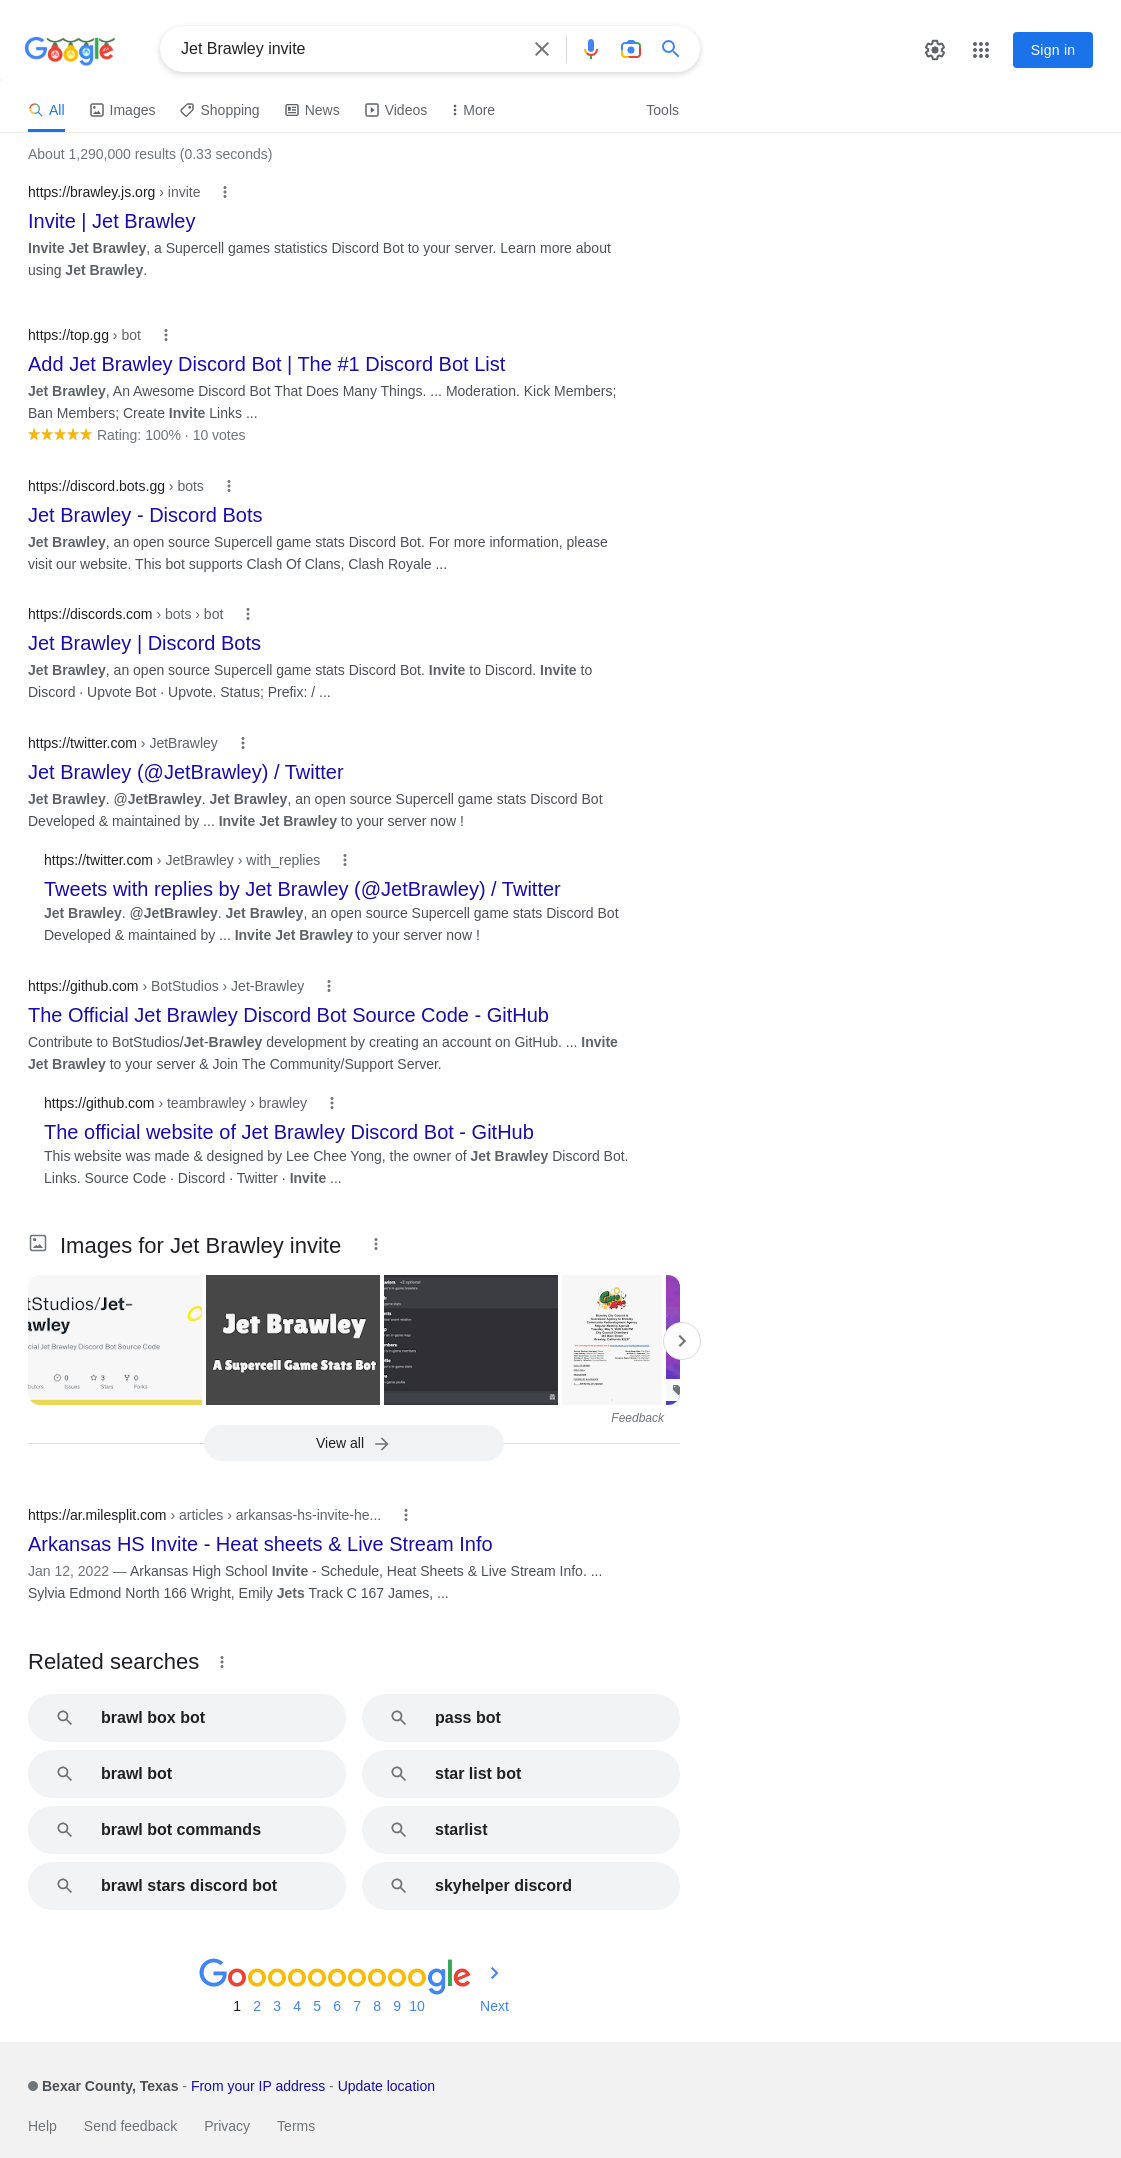 Google
Jet Brawley invite
Sign in
All
Images
Shopping
News
Videos
More
Tools
About 1,290,000 results (0.33 seconds)
https://brawley.js.org › invite
Invite | Jet Brawley
Invite Jet Brawley, a Supercell games statistics Discord Bot to your server. Learn more about
using Jet Brawley.
https://top.gg › bot
Add Jet Brawley Discord Bot | The #1 Discord Bot List
Jet Brawley, An Awesome Discord Bot That Does Many Things. ... Moderation. Kick Members;
Ban Members; Create Invite Links ...
Rating: 100% · 10 votes
https://discord.bots.gg › bots
Jet Brawley - Discord Bots
Jet Brawley, an open source Supercell game stats Discord Bot. For more information, please
visit our website. This bot supports Clash Of Clans, Clash Royale ...
https://discords.com › bots › bot
Jet Brawley | Discord Bots
Jet Brawley, an open source Supercell game stats Discord Bot. Invite to Discord. Invite to
Discord · Upvote Bot · Upvote. Status; Prefix: / ...
https://twitter.com › JetBrawley
Jet Brawley (@JetBrawley) / Twitter
Jet Brawley. @JetBrawley. Jet Brawley, an open source Supercell game stats Discord Bot
Developed & maintained by ... Invite Jet Brawley to your server now !
https://twitter.com › JetBrawley › with_replies
Tweets with replies by Jet Brawley (@JetBrawley) / Twitter
Jet Brawley. @JetBrawley. Jet Brawley, an open source Supercell game stats Discord Bot
Developed & maintained by ... Invite Jet Brawley to your server now !
https://github.com › BotStudios › Jet-Brawley
The Official Jet Brawley Discord Bot Source Code - GitHub
Contribute to BotStudios/Jet-Brawley development by creating an account on GitHub. ... Invite
Jet Brawley to your server & Join The Community/Support Server.
https://github.com › teambrawley › brawley
The official website of Jet Brawley Discord Bot - GitHub
This website was made & designed by Lee Chee Yong, the owner of Jet Brawley Discord Bot.
Links. Source Code · Discord · Twitter · Invite ...
Images for Jet Brawley invite
tStudios/Jet-
awley
cial Jet Brawley Discord Bot Source Code
0
3
0
butors
Issues
Stars
Forks
Jet Brawley
A Supercell Game Stats Bot
Feedback
View all
https://ar.milesplit.com › articles › arkansas-hs-invite-he...
Arkansas HS Invite - Heat sheets & Live Stream Info
Jan 12, 2022 — Arkansas High School Invite - Schedule, Heat Sheets & Live Stream Info. ...
Sylvia Edmond North 166 Wright, Emily Jets Track C 167 James, ...
Related searches
brawl box bot
pass bot
brawl bot
star list bot
brawl bot commands
starlist
brawl stars discord bot
skyhelper discord
Goooooooooogle
1 2 3 4 5 6 7 8 9 10 Next
Bexar County, Texas - From your IP address - Update location
Help Send feedback Privacy Terms